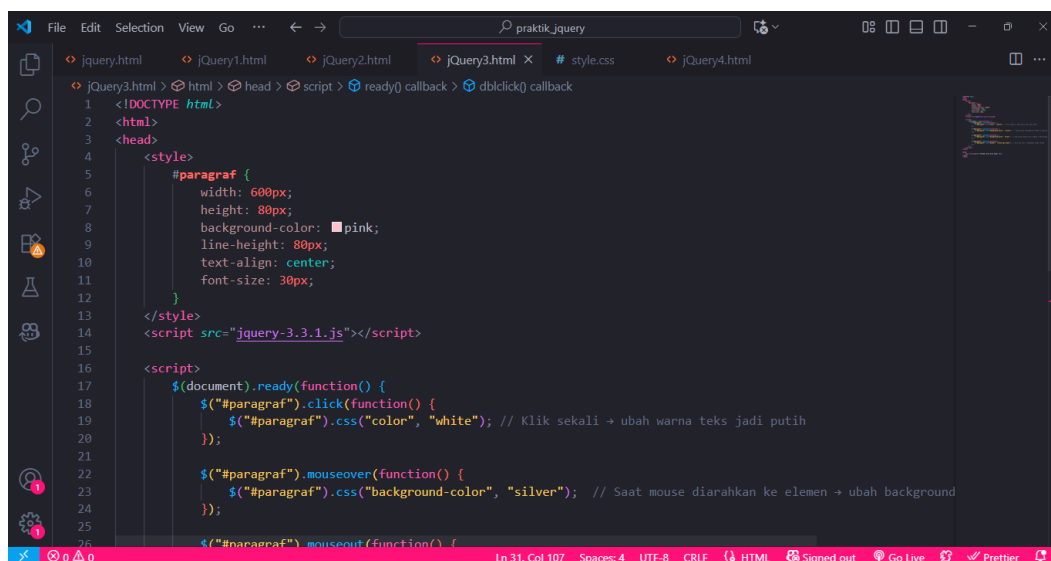 File Edit Selection View Go ··· ← → praktik_jquery
jquery.html jQuery1.html jQuery2.html jQuery3.html × # style.css jQuery4.html
jQuery3.html > html > head > script > ready() callback > dblclick() callback
1 <!DOCTYPE html>
2 <html>
3 <head>
4 <style>
5 #paragraf {
6 width: 600px;
7 height: 80px;
8 background-color: pink;
9 line-height: 80px;
10 text-align: center;
11 font-size: 30px;
12 }
13 </style>
14 <script src="jquery-3.3.1.js"></script>
15
16 <script>
17 $(document).ready(function() {
18 $("#paragraf").click(function() {
19 $("#paragraf").css("color", "white"); // Klik sekali → ubah warna teks jadi putih
20 });
21
22 $("#paragraf").mouseover(function() {
23 $("#paragraf").css("background-color", "silver"); // Saat mouse diarahkan ke elemen → ubah background
24 });
25
26 $("#paragraf").mouseout(function() {
1
1
0 0 Ln 31, Col 107 Spaces: 4 UTF-8 CRLF HTML Signed out Go Live Prettier